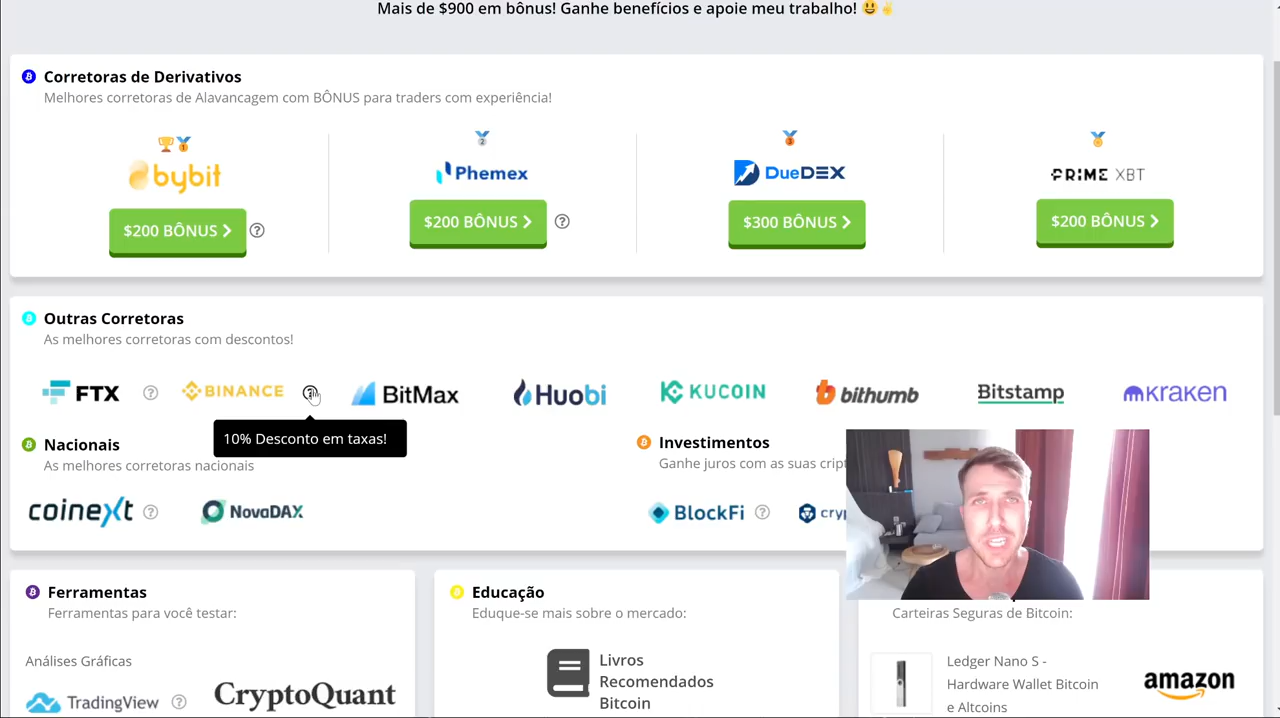 Mais de $900 em bônus! Ganhe benefícios e apoie meu trabalho! 😃✌
Corretoras de Derivativos
Melhores corretoras de Alavancagem com BÔNUS para traders com experiência!
bybit
$200 BÔNUS
Phemex
$200 BÔNUS
DueDEX
$300 BÔNUS
PRIME XBT
$200 BÔNUS
Outras Corretoras
As melhores corretoras com descontos!
FTX
BINANCE
BitMax
Huobi
KUCOIN
bithumb
Bitstamp
kraken
10% Desconto em taxas!
Nacionais
As melhores corretoras nacionais
coinext
NovaDAX
Investimentos
Ganhe juros com as suas
BlockFi
Ferramentas
Ferramentas para você testar:
Análises Gráficas
TradingView
CryptoQuant
Educação
Eduque-se mais sobre o mercado:
Livros
Recomendados
Bitcoin
Carteiras Seguras de Bitcoin:
Ledger Nano S -
Hardware Wallet Bitcoin
e Altcoins
amazon